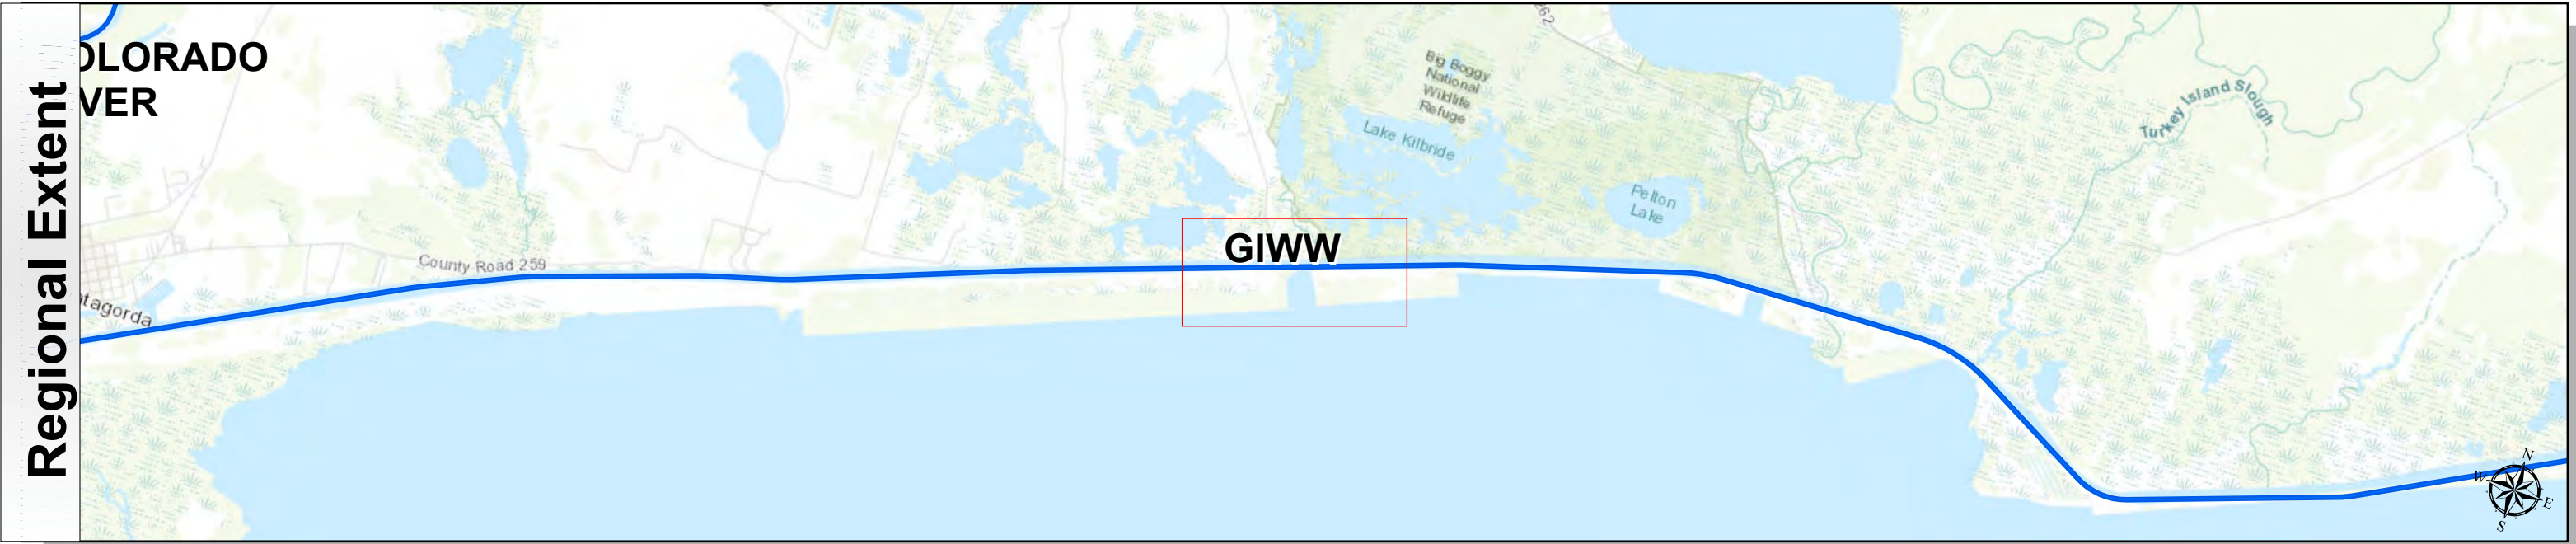 Regional Extent
OLORADO
VER
62
Big Boggy
National
Wildlife
Refuge
Lake Kilbride
Turkey Island Slough
Pelton
Lake
GIWW
County Road 259
tagorda
N
W
E
S